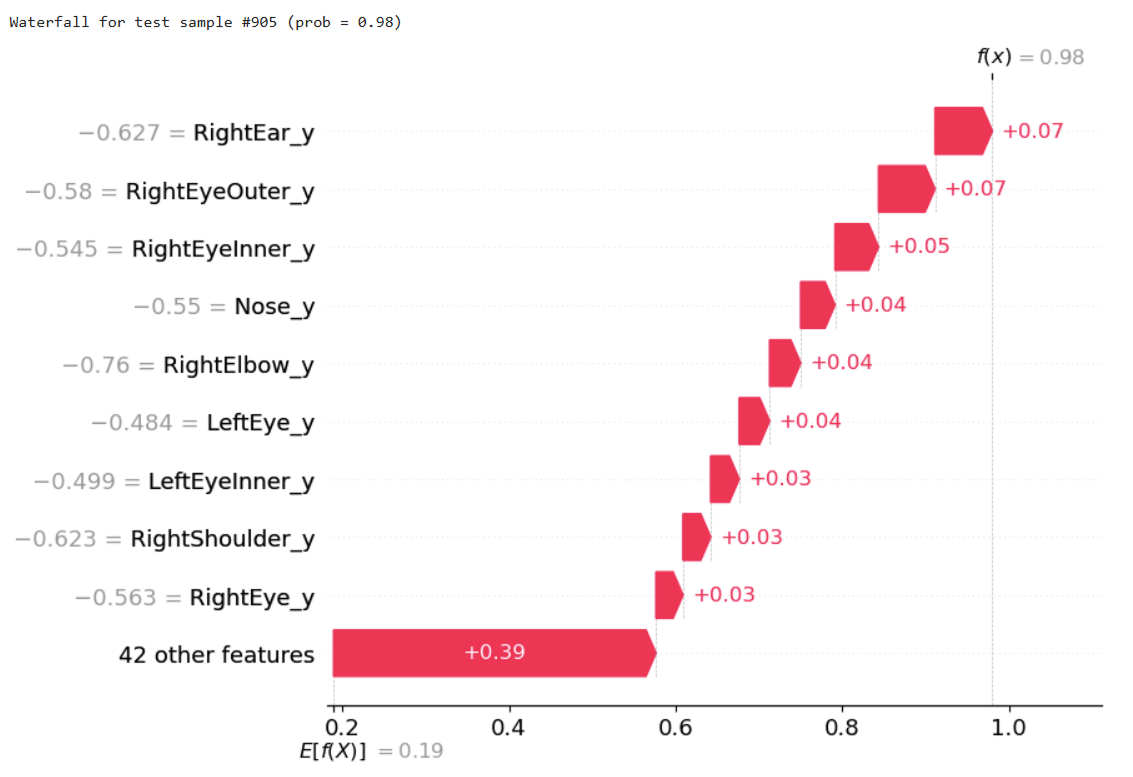 Waterfall for test sample #905 (prob = 0.98)
f(x) = 0.98
−0.627 = RightEar_y +0.07
−0.58 = RightEyeOuter_y +0.07
−0.545 = RightEyeInner_y +0.05
−0.55 = Nose_y +0.04
−0.76 = RightElbow_y +0.04
−0.484 = LeftEye_y +0.04
−0.499 = LeftEyeInner_y +0.03
−0.623 = RightShoulder_y +0.03
−0.563 = RightEye_y +0.03
42 other features +0.39
0.2 0.4 0.6 0.8 1.0
E[f(X)] = 0.19